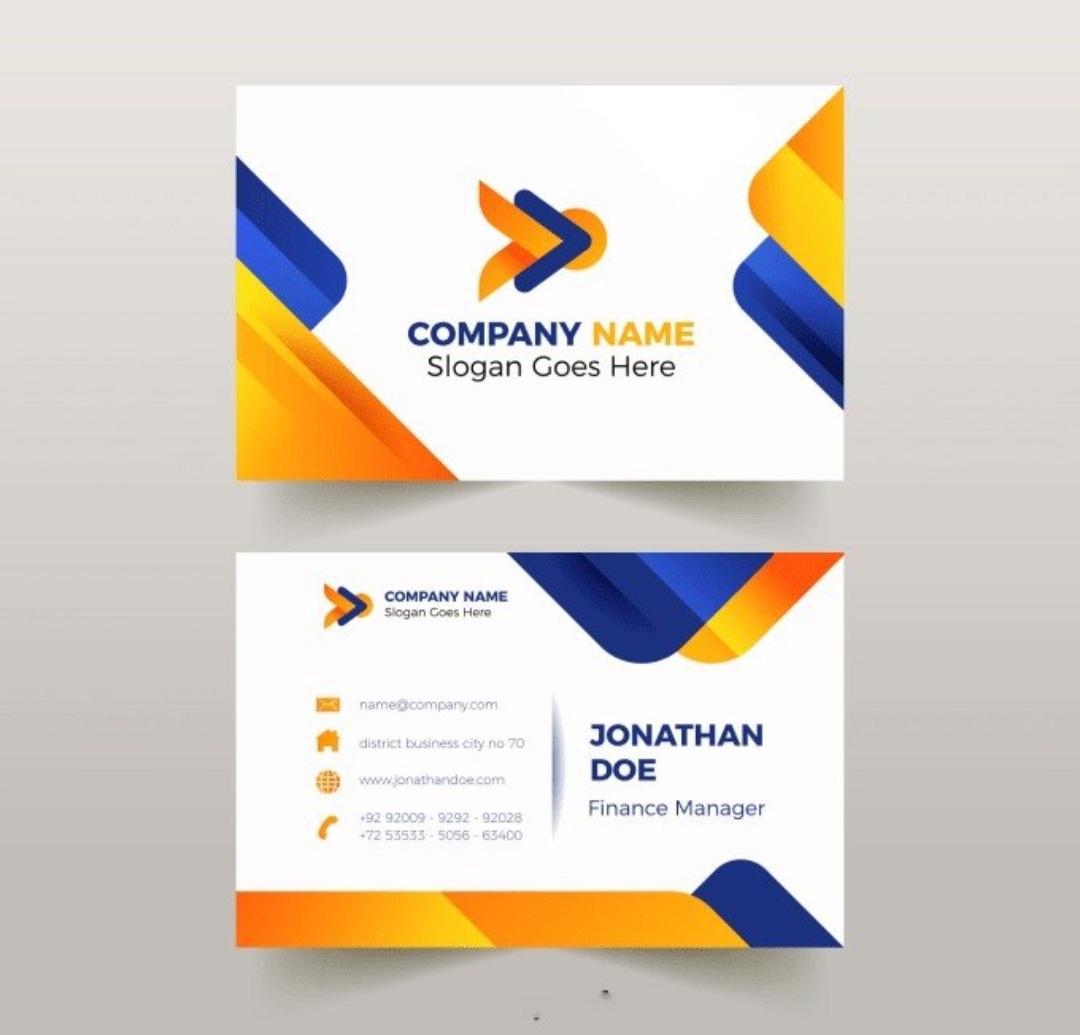 COMPANY NAME
Slogan Goes Here
COMPANY NAME
Slogan Goes Here
name@company.com
district business city no 70
www.jonathandoe.com
+92 92009 - 9292 - 92028
+72 53533 - 5056 - 63400
JONATHAN
DOE
Finance Manager